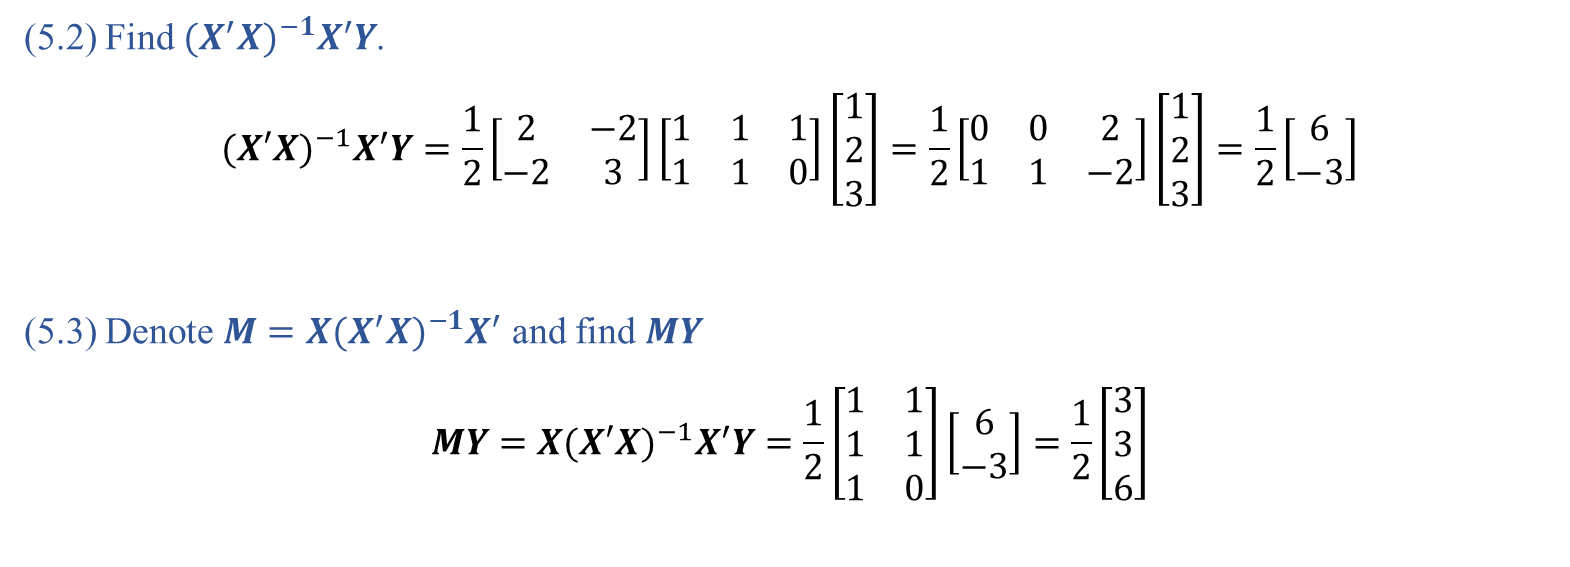 (5.2) Find (X′X)⁻¹X′Y.
(X′X)⁻¹X′Y = 1/2 [2 −2; −2 3] [1 1 1; 1 1 0] [1; 2; 3] = 1/2 [0 0 2; 1 1 −2] [1; 2; 3] = 1/2 [6; −3]
(5.3) Denote M = X(X′X)⁻¹X′ and find MY
MY = X(X′X)⁻¹X′Y = 1/2 [1 1; 1 1; 1 0] [6; −3] = 1/2 [3; 3; 6]